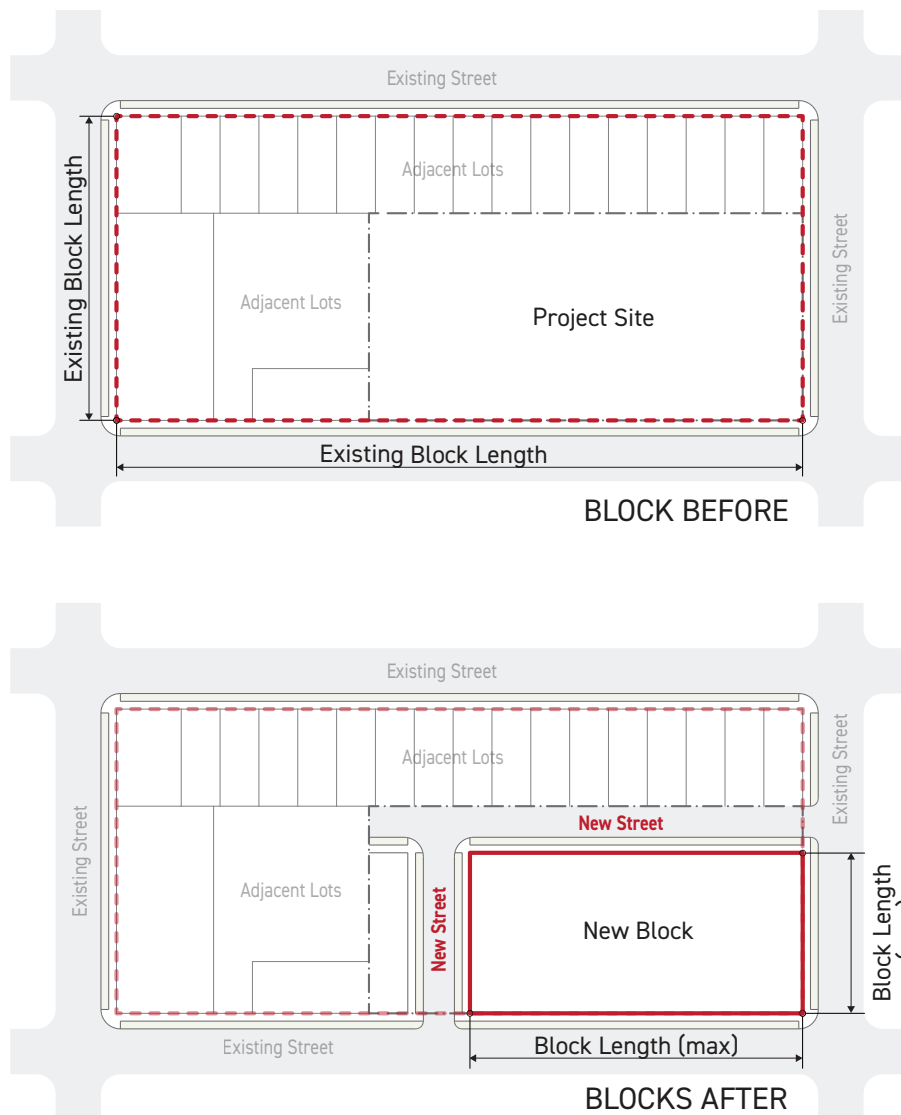 Existing Street
Existing Block Length
Adjacent Lots
Existing Street
Adjacent Lots
Project Site
Existing Block Length
BLOCK BEFORE
Existing Street
Adjacent Lots
Existing Street
New Street
Existing Street
Adjacent Lots
New Street
New Block
Block Length
Existing Street
Block Length (max)
BLOCKS AFTER